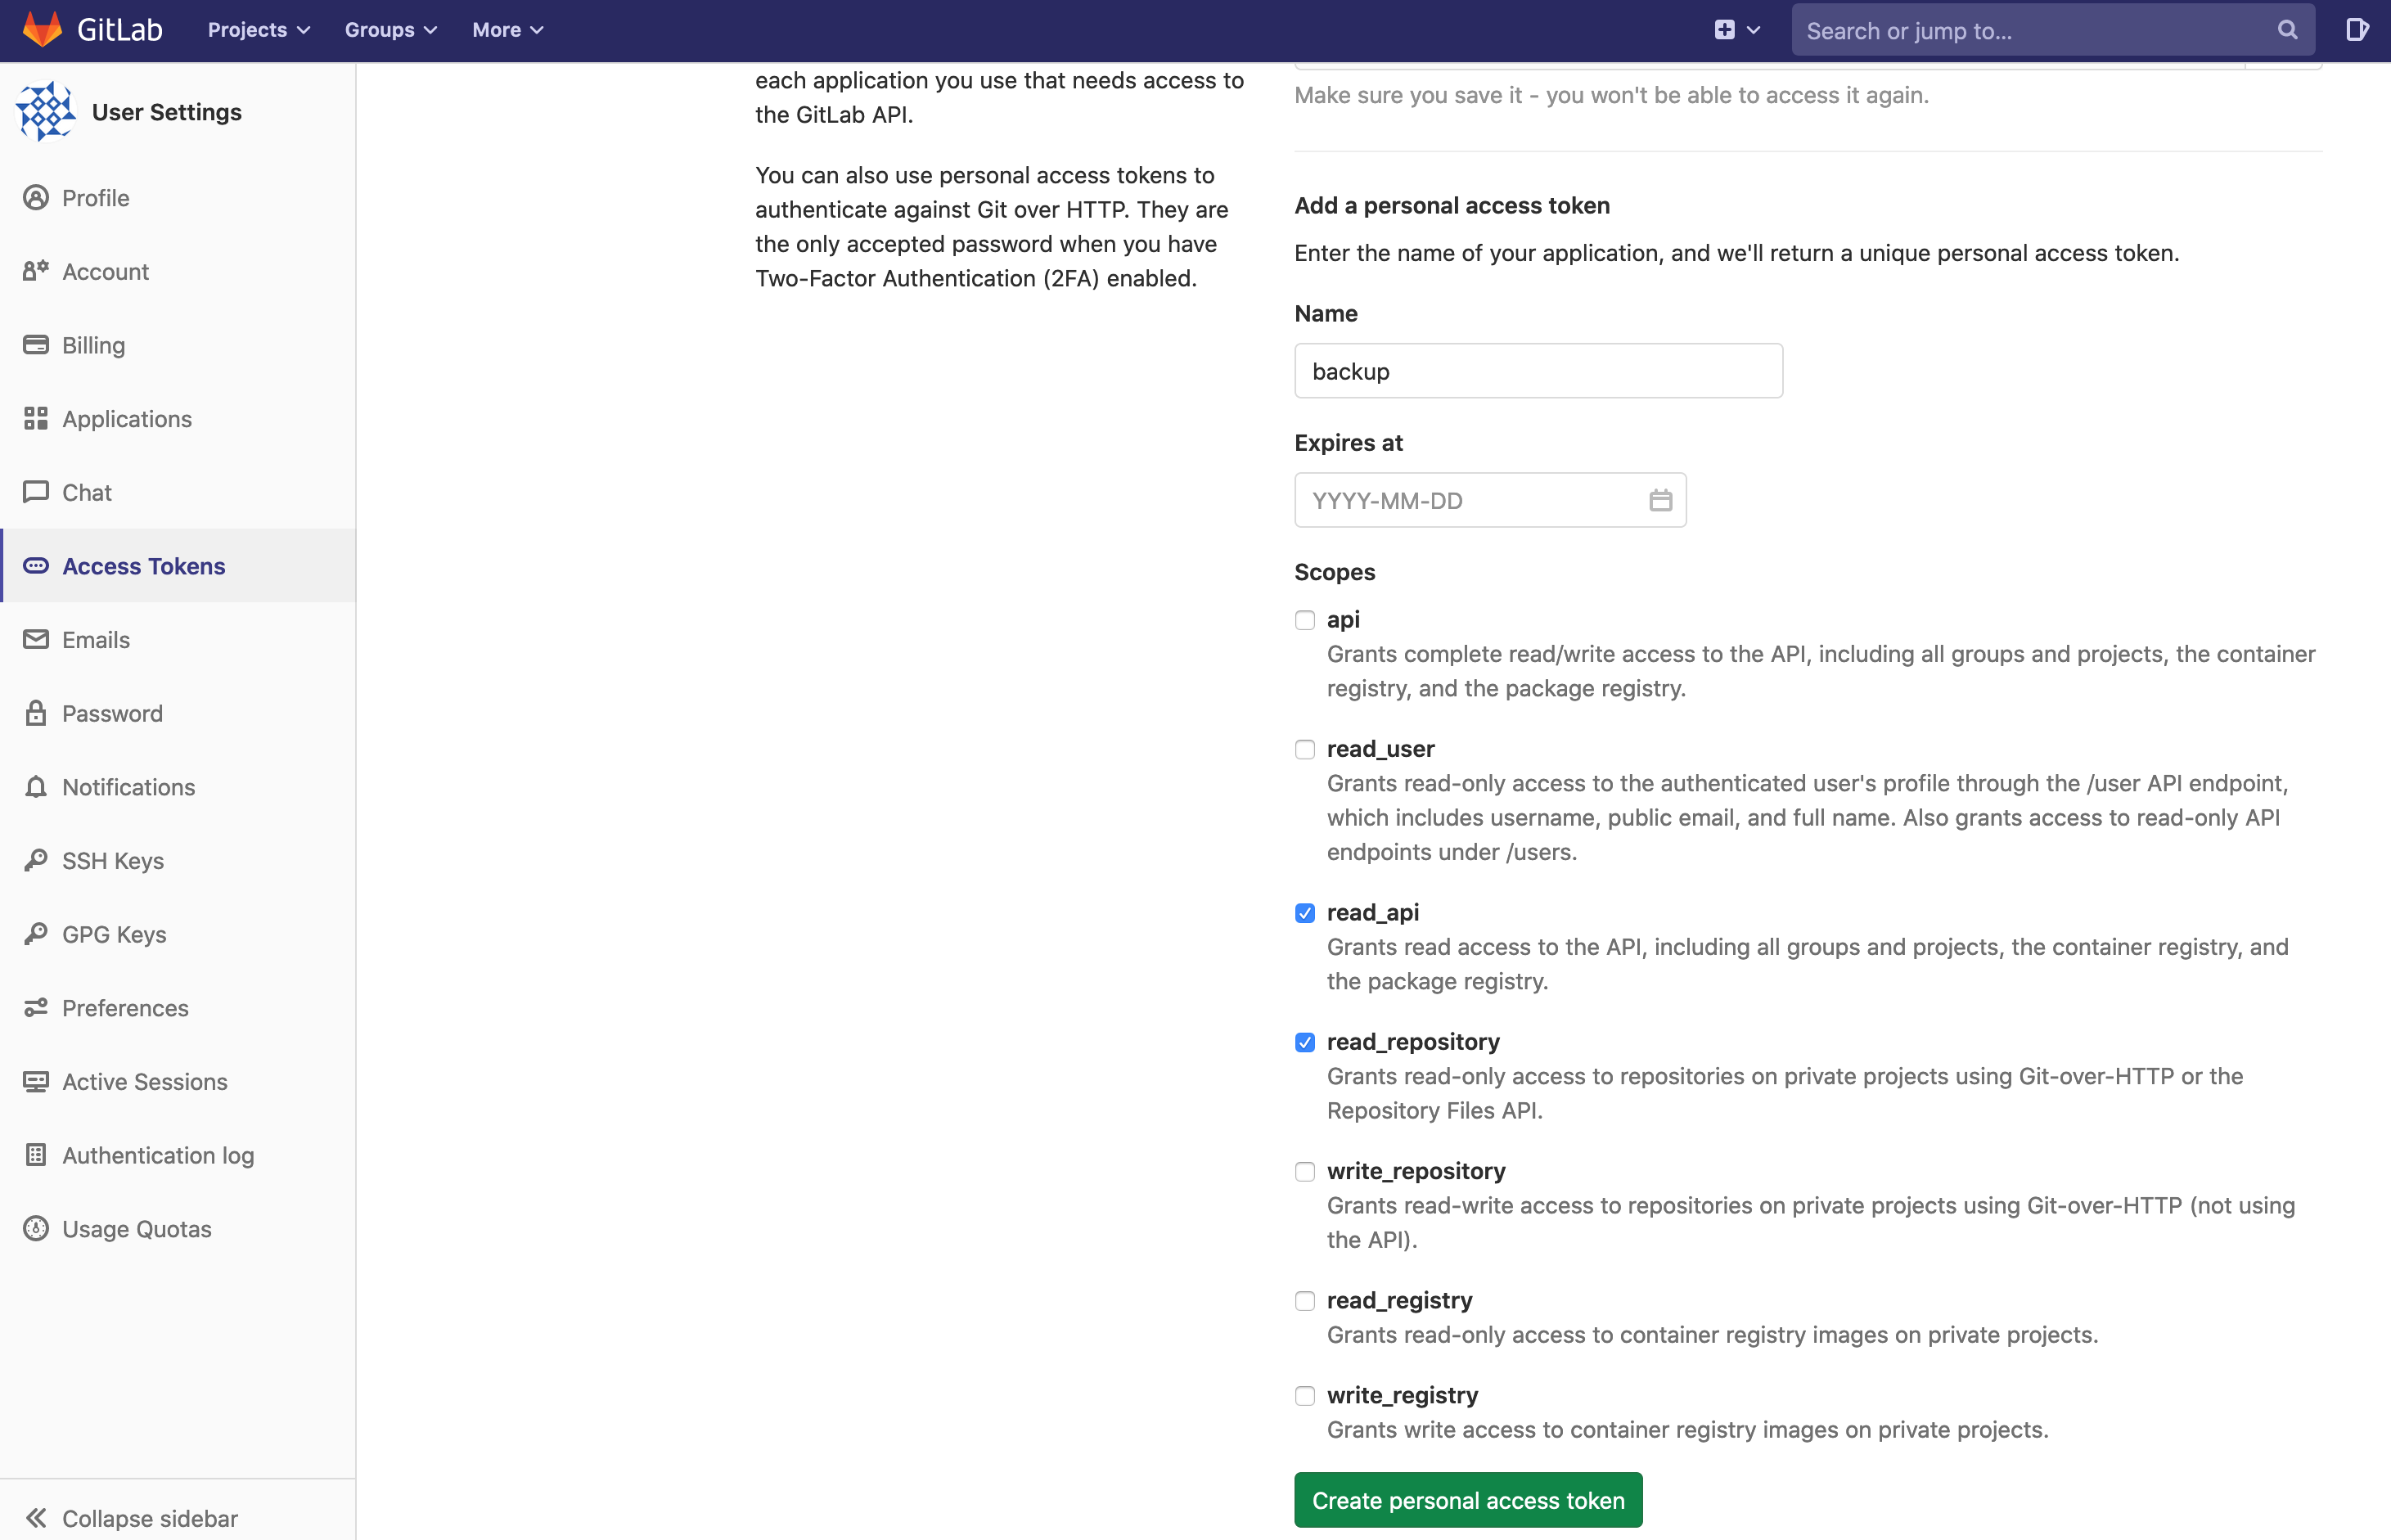 GitLab
Projects
Groups
More
Search or jump to...
User Settings
Profile
Account
Billing
Applications
Chat
Access Tokens
Emails
Password
Notifications
SSH Keys
GPG Keys
Preferences
Active Sessions
Authentication log
Usage Quotas
Collapse sidebar
each application you use that needs access to
the GitLab API.
You can also use personal access tokens to
authenticate against Git over HTTP. They are
the only accepted password when you have
Two-Factor Authentication (2FA) enabled.
Make sure you save it - you won't be able to access it again.
Add a personal access token
Enter the name of your application, and we'll return a unique personal access token.
Name
backup
Expires at
YYYY-MM-DD
Scopes
api
Grants complete read/write access to the API, including all groups and projects, the container
registry, and the package registry.
read_user
Grants read-only access to the authenticated user's profile through the /user API endpoint,
which includes username, public email, and full name. Also grants access to read-only API
endpoints under /users.
read_api
Grants read access to the API, including all groups and projects, the container registry, and
the package registry.
read_repository
Grants read-only access to repositories on private projects using Git-over-HTTP or the
Repository Files API.
write_repository
Grants read-write access to repositories on private projects using Git-over-HTTP (not using
the API).
read_registry
Grants read-only access to container registry images on private projects.
write_registry
Grants write access to container registry images on private projects.
Create personal access token